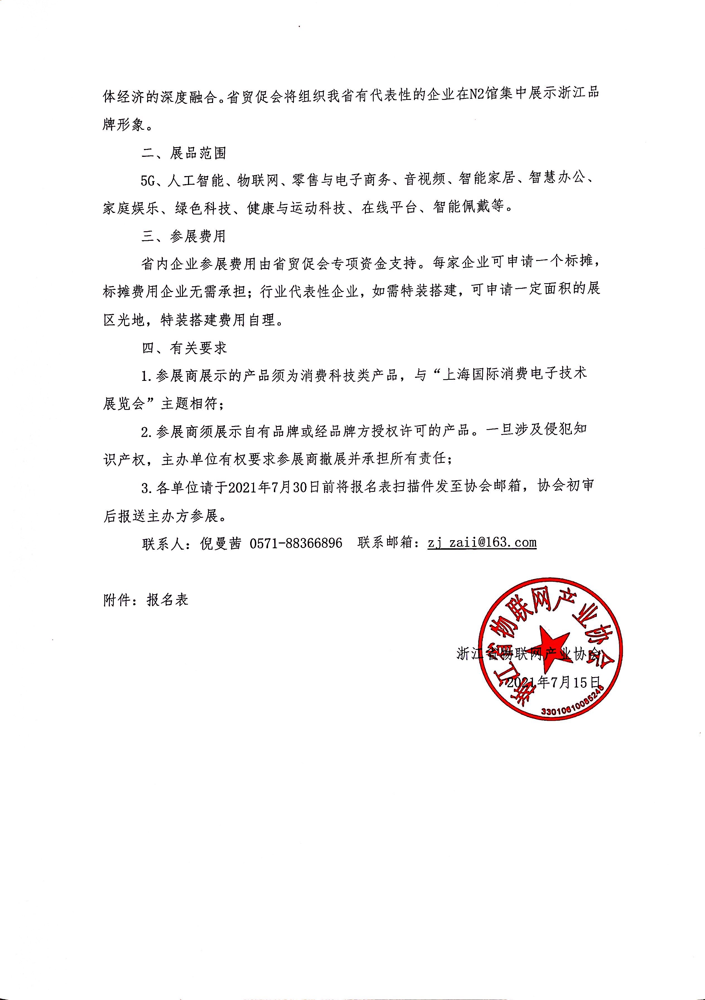 体经济的深度融合。省贸促会将组织我省有代表性的企业在N2馆集中展示浙江品
牌形象。
二、展品范围
5G、人工智能、物联网、零售与电子商务、音视频、智能家居、智慧办公、
家庭娱乐、绿色科技、健康与运动科技、在线平台、智能佩戴等。
三、参展费用
省内企业参展费用由省贸促会专项资金支持。每家企业可申请一个标摊，
标摊费用企业无需承担；行业代表性企业，如需特装搭建，可申请一定面积的展
区光地，特装搭建费用自理。
四、有关要求
1.参展商展示的产品须为消费科技类产品，与“上海国际消费电子技术
展览会”主题相符；
2.参展商须展示自有品牌或经品牌方授权许可的产品。一旦涉及侵犯知
识产权，主办单位有权要求参展商撤展并承担所有责任；
3.各单位请于2021年7月30日前将报名表扫描件发至协会邮箱，协会初审
后报送主办方参展。
联系人：倪曼茜 0571-88366896 联系邮箱：zj_zaii@163.com
附件：报名表
浙江省物联网产业协会
2021年7月15日
浙江省物联网产业协会
33010610085248